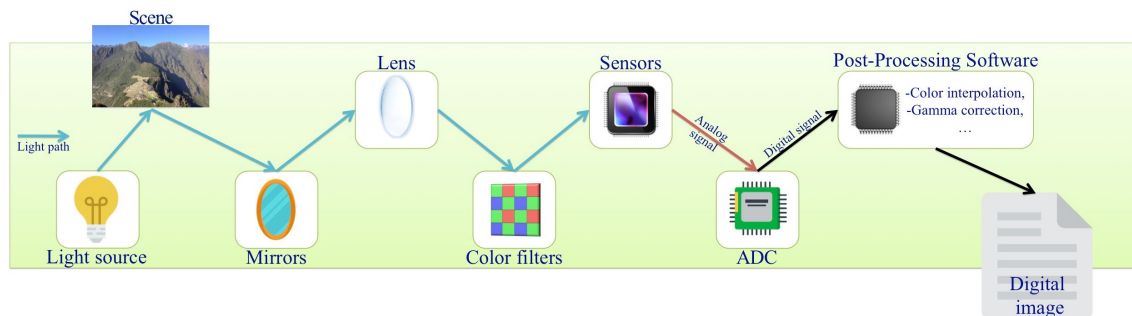 Scene
Lens
Sensors
Post-Processing Software
-Color interpolation,
-Gamma correction,
...
Light path
Analog
signal
Digital signal
Light source
Mirrors
Color filters
ADC
Digital
image